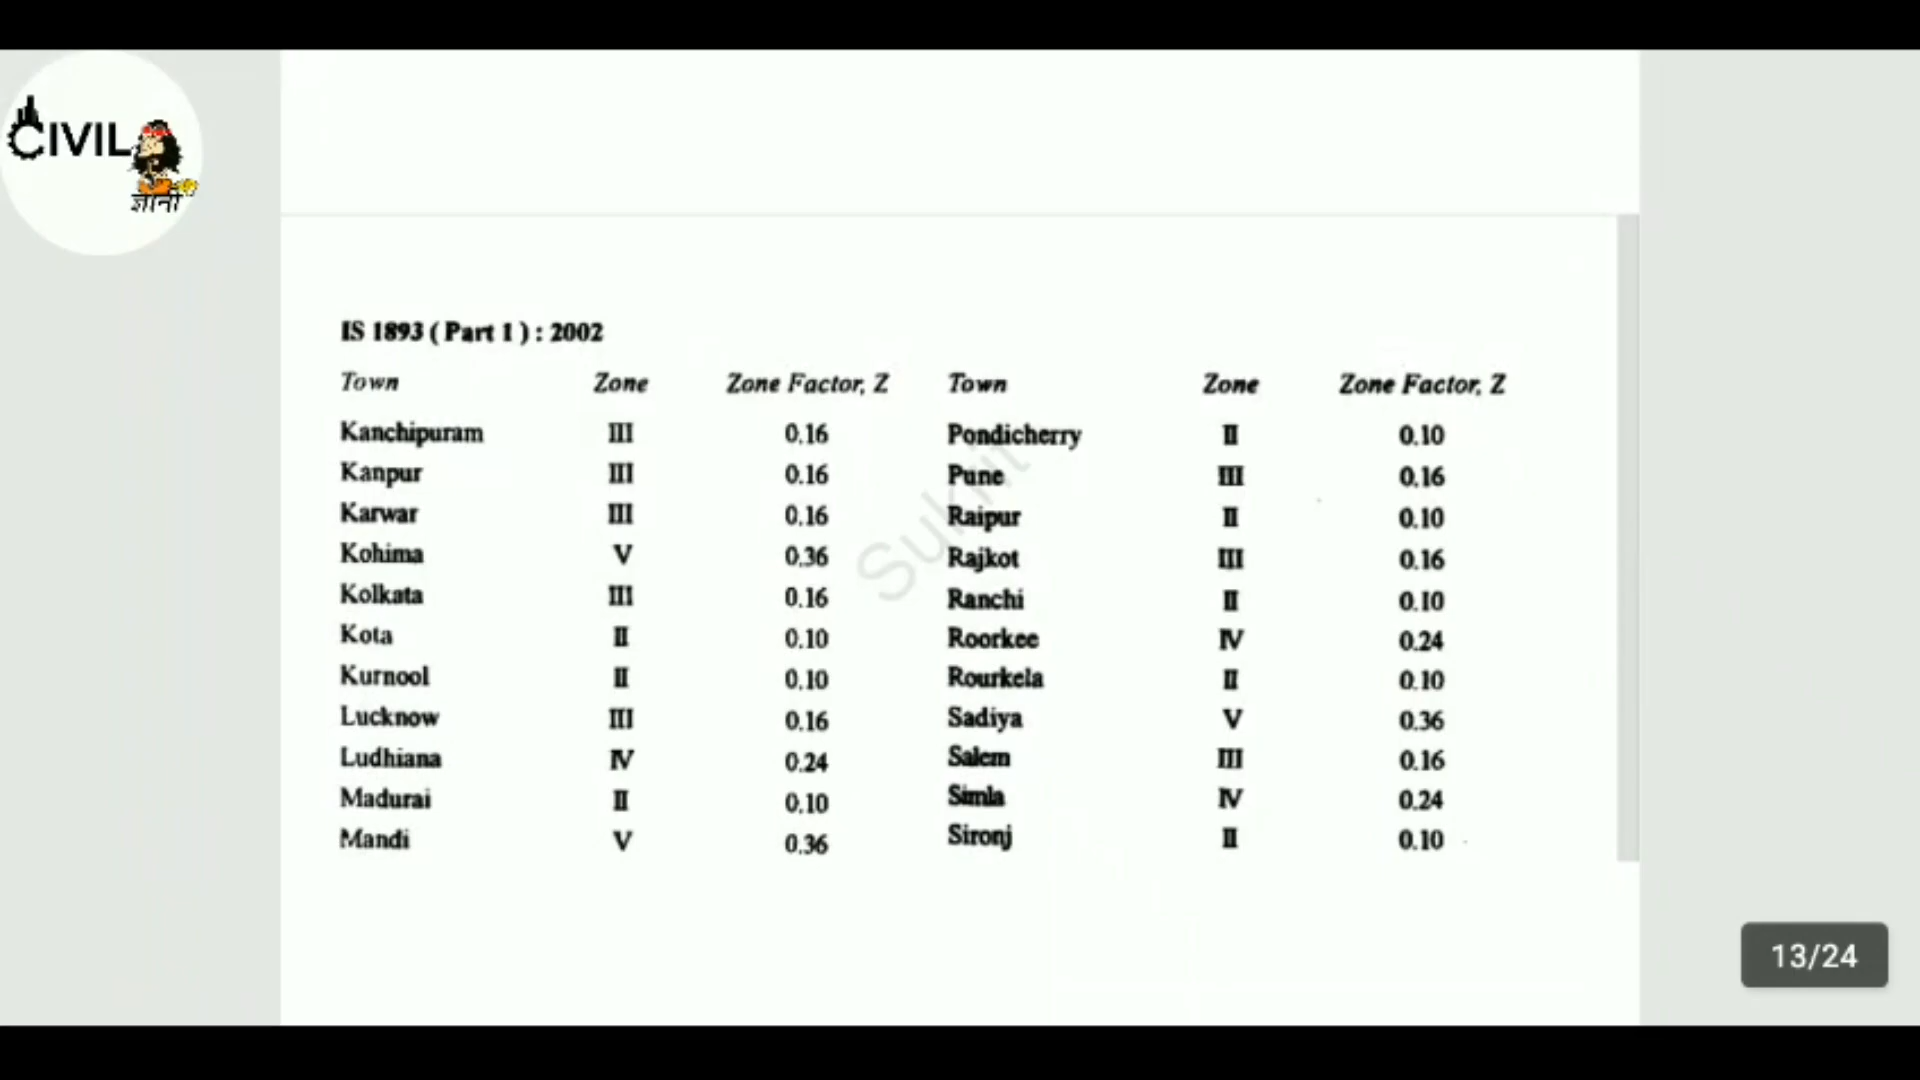 CIVIL
ज्ञानी
IS 1893 ( Part 1 ) : 2002
Town Zone Zone Factor, Z Town Zone Zone Factor, Z
Kanchipuram III 0.16 Pondicherry II 0.10
Kanpur III 0.16 Pune III 0.16
Karwar III 0.16 Raipur II 0.10
Kohima V 0.36 Rajkot III 0.16
Kolkata III 0.16 Ranchi II 0.10
Kota II 0.10 Roorkee IV 0.24
Kurnool II 0.10 Rourkela II 0.10
Lucknow III 0.16 Sadiya V 0.36
Ludhiana IV 0.24 Salem III 0.16
Madurai II 0.10 Simla IV 0.24
Mandi V 0.36 Sironj II 0.10
Sukrit
13/24